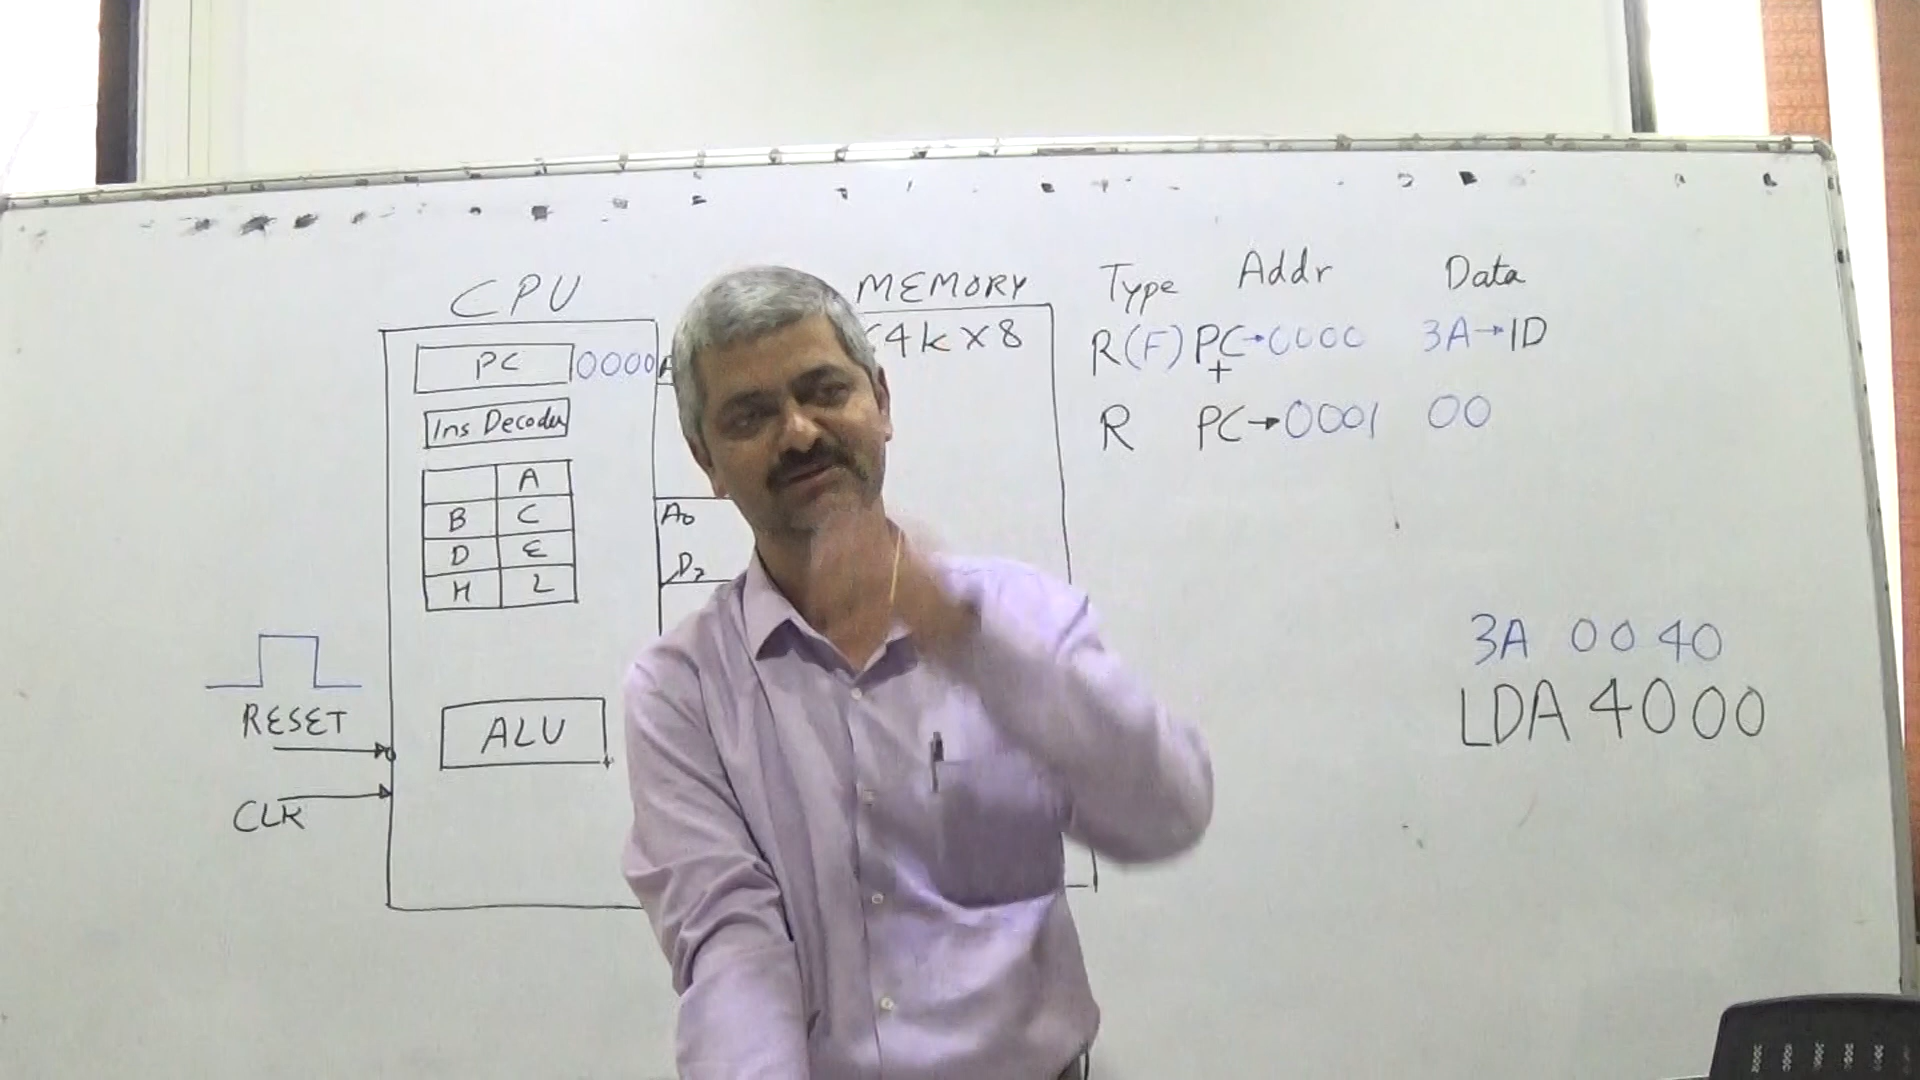 CPU
PC 0000
Ins Decoder
A
B C
D E
H L
ALU
RESET
CLK
A0
D7
MEMORY
4k×8
Type Addr Data
R(F) PC→0000 3A→ID
+
R PC→0001 00
3A 00 40
LDA 4000